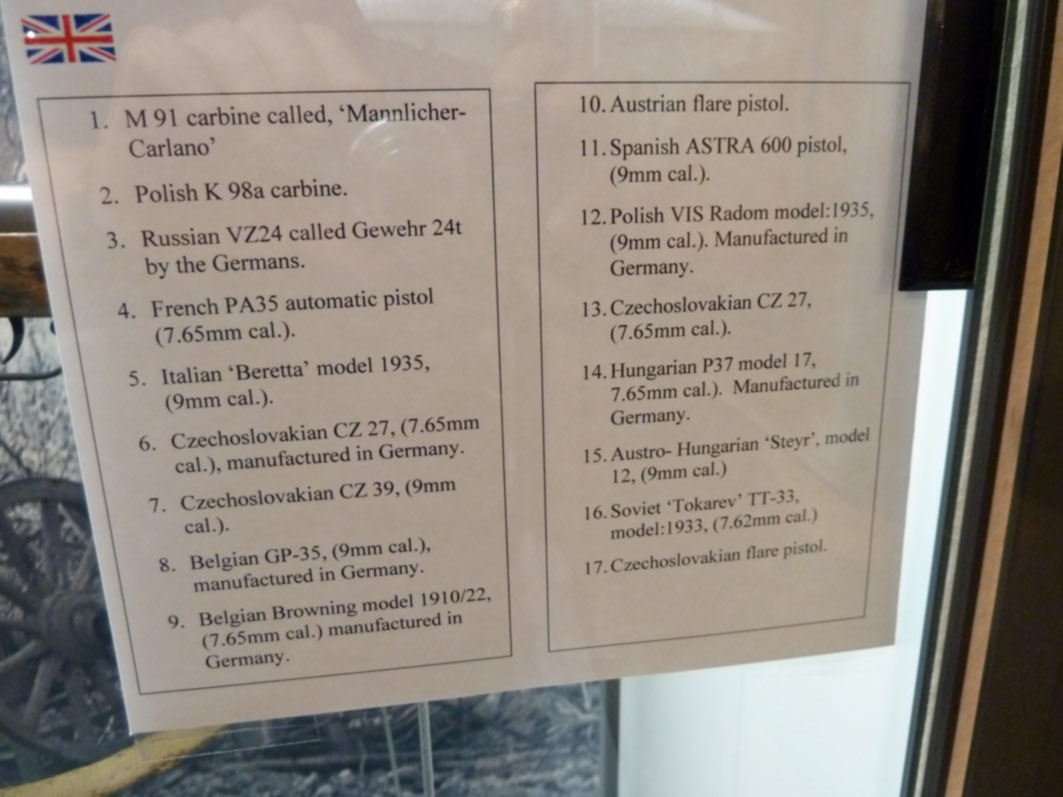 1. M 91 carbine called, ‘Mannlicher-
Carlano’
2. Polish K 98a carbine.
3. Russian VZ24 called Gewehr 24t
by the Germans.
4. French PA35 automatic pistol
(7.65mm cal.).
5. Italian ‘Beretta’ model 1935,
(9mm cal.).
6. Czechoslovakian CZ 27, (7.65mm
cal.), manufactured in Germany.
7. Czechoslovakian CZ 39, (9mm
cal.).
8. Belgian GP-35, (9mm cal.),
manufactured in Germany.
9. Belgian Browning model 1910/22,
(7.65mm cal.) manufactured in
Germany.
10. Austrian flare pistol.
11. Spanish ASTRA 600 pistol,
(9mm cal.).
12. Polish VIS Radom model:1935,
(9mm cal.). Manufactured in
Germany.
13. Czechoslovakian CZ 27,
(7.65mm cal.).
14. Hungarian P37 model 17,
7.65mm cal.). Manufactured in
Germany.
15. Austro- Hungarian ‘Steyr’, model
12, (9mm cal.)
16. Soviet ‘Tokarev’ TT-33,
model:1933, (7.62mm cal.)
17. Czechoslovakian flare pistol.